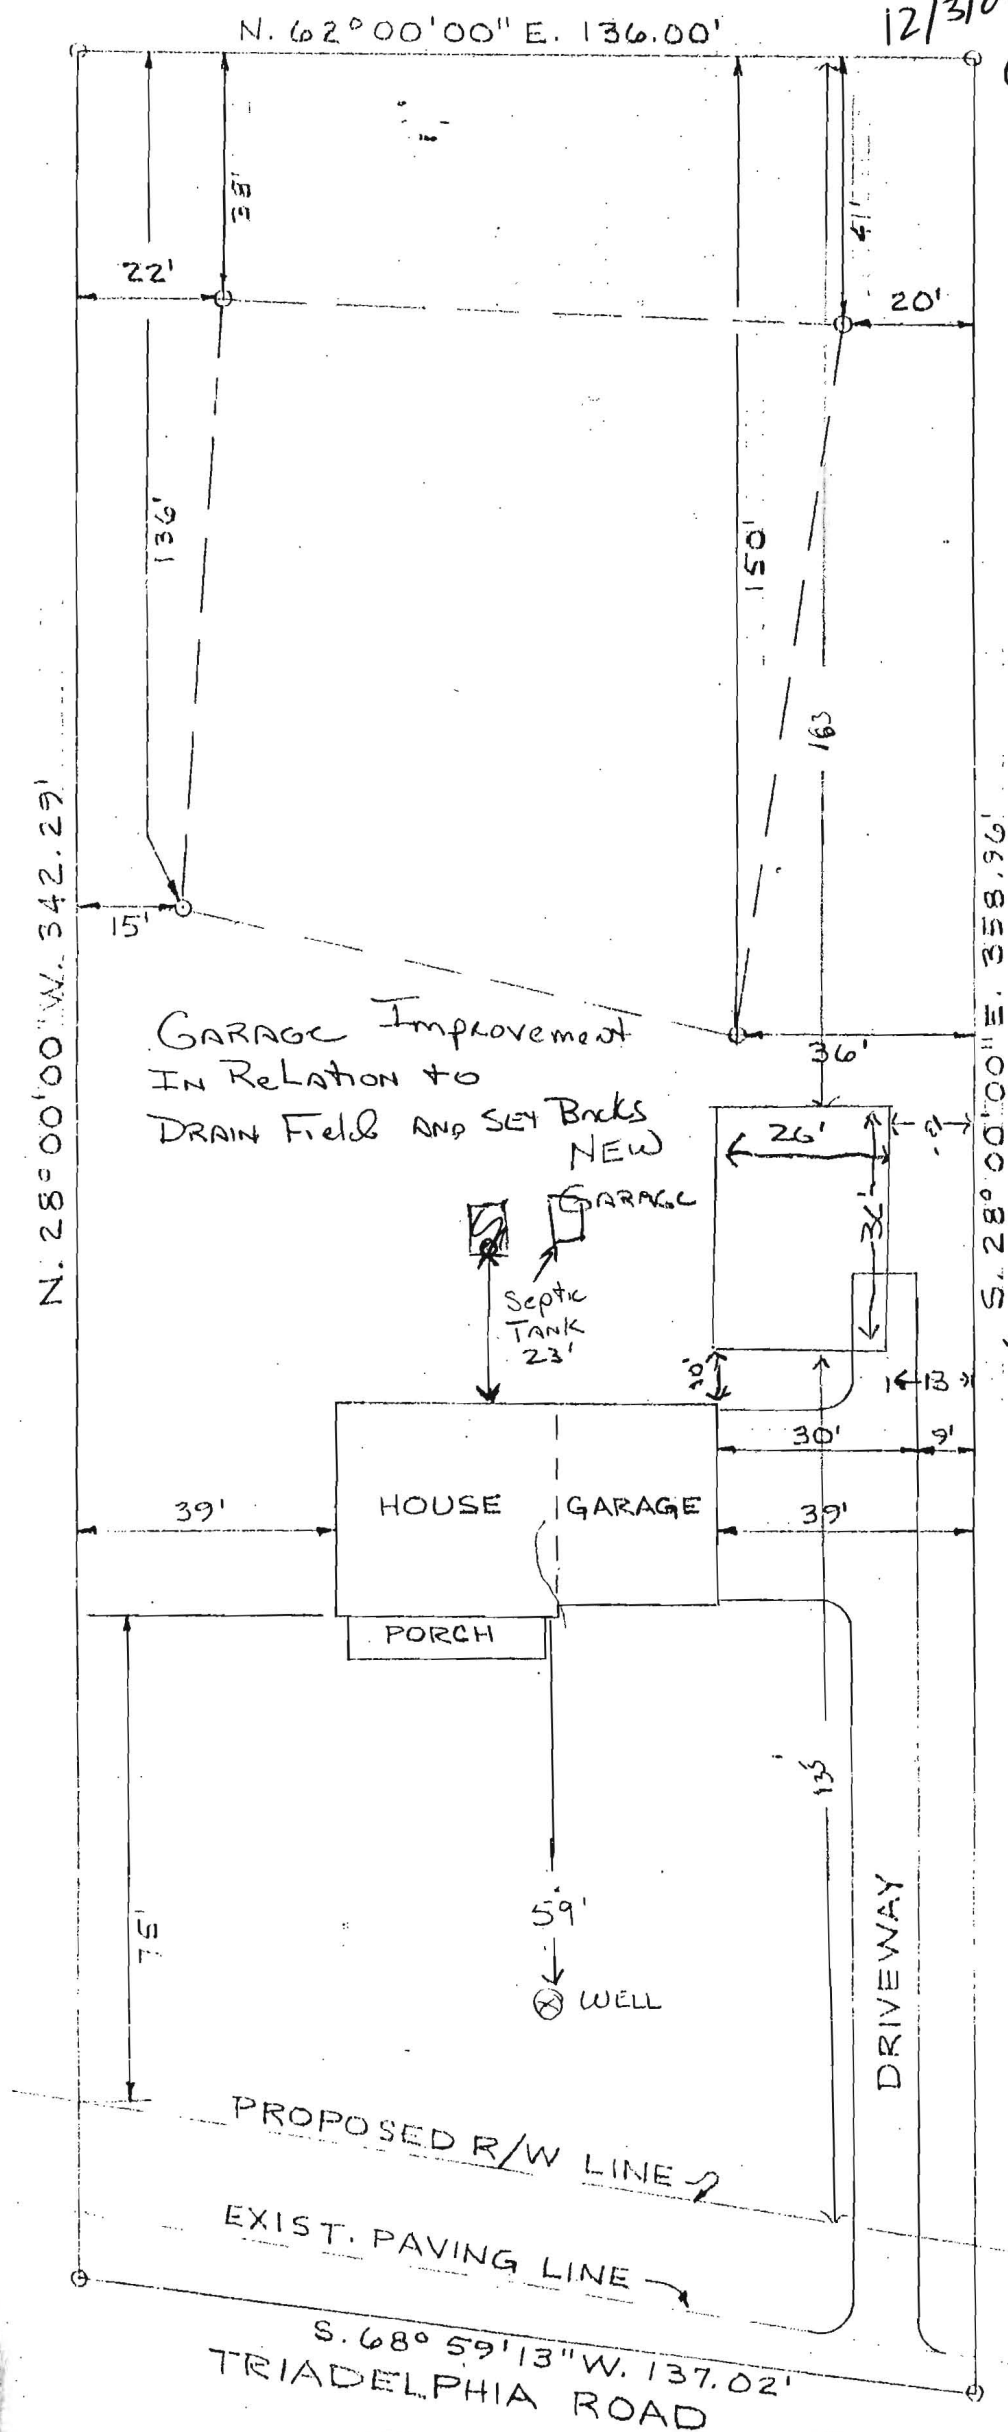 12/31
N. 62° 00' 00" E. 136.00'
22'
41'
20'
136'
150'
163
N. 28° 00' 00" W. 342.29'
S. 28° 00' 00" E. 358.96'
15'
36'
GARAGE Improvement
IN RELATION to
DRAIN Field AND SET BACKS
NEW
GARAGE
26'
Septic
TANK
23'
10'
13
30'
9'
39'
HOUSE
GARAGE
39'
PORCH
75'
59'
WELL
DRIVEWAY
PROPOSED R/W LINE
EXIST. PAVING LINE
S. 68° 59' 13" W. 137.02'
TRIADELPHIA ROAD